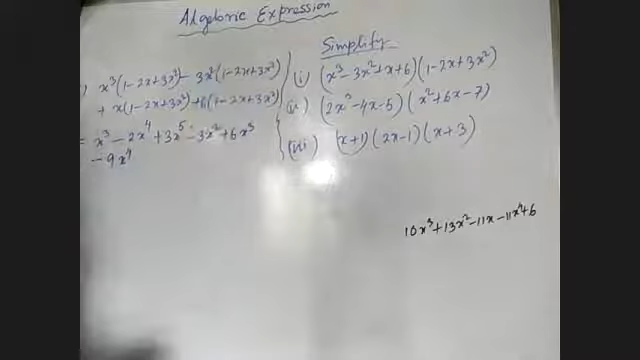 Algebric Expression
) x³(1-2x+3x²) - 3x²(1-2x+3x²)
+ x(1-2x+3x²)+6(1-2x+3x²)
= x³ - 2x⁴ + 3x⁵ - 3x² + 6x³
- 9x⁴
Simplify
(i) (x³-3x²+x+6)(1-2x+3x²)
(ii) (2x³-4x-5)(x²+6x-7)
(iii) (x+1)(2x-1)(x+3)
10x³+13x²-11x-11x⁴+6